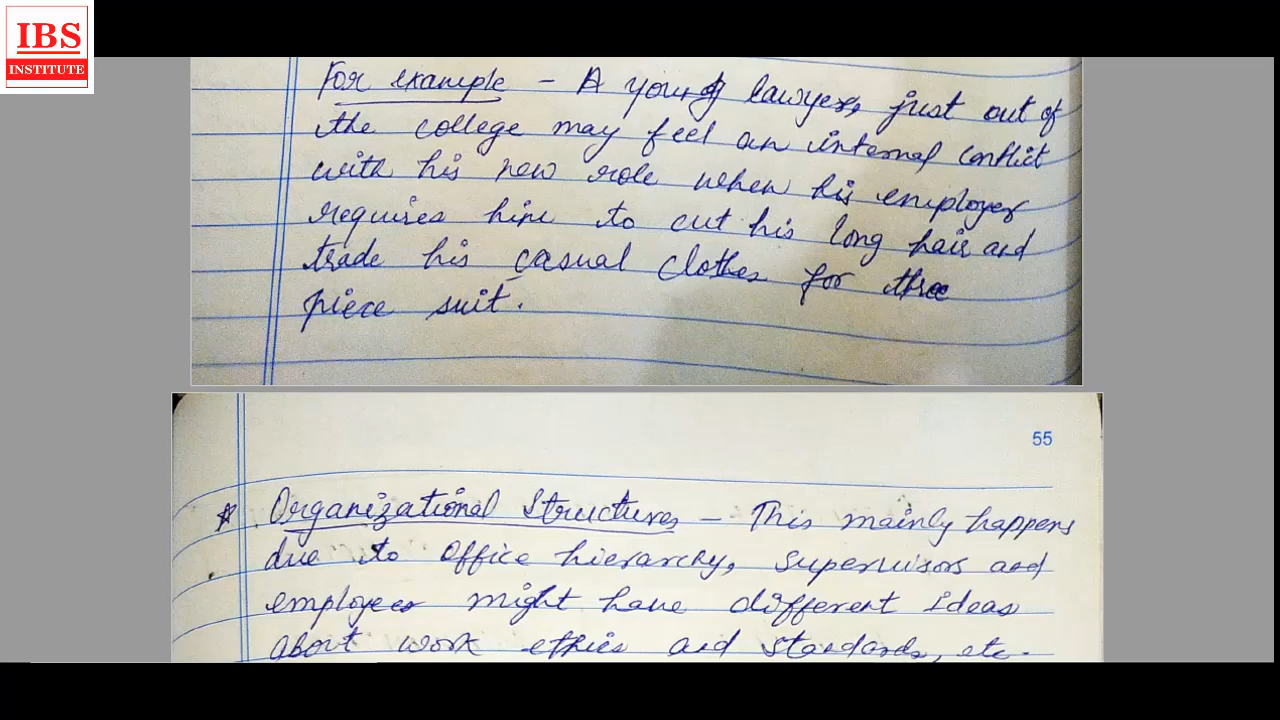 IBS
INSTITUTE
For example - A young lawyer, just out of
the college may feel an internal conflict
with his new role when his employer
requires him to cut his long hair and
trade his casual clothes for three
piece suit.
55
* Organizational Structures - This mainly happens
due to office hierarchy, supervisors and
employees might have different ideas
about work ethics and standards, etc.